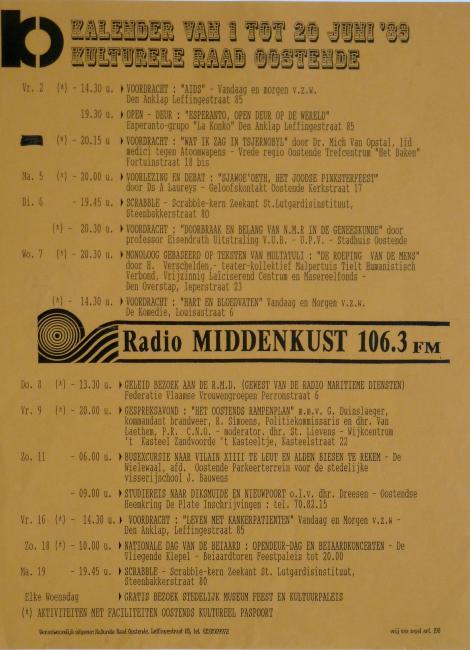 KALENDER VAN 1 TOT 20 JUNI '89
KULTURELE RAAD OOSTENDE
Vr. 2 (*) - 14.30 u. VOORDRACHT : "AIDS" - Vandaag en morgen v.z.w.
Den Anklap Leffingestraat 85
19.30 u. OPEN - DEUR : "ESPERANTO, OPEN DEUR OP DE WERELD"
Esperanto-grupo "La Konko" Den Anklap Leffingestraat 85
(*) - 20.15 u VOORDRACHT : "WAT IK ZAG IN TSJERNOBYL" door Dr. Mich Van Opstal, lid
medici tegen Atoomwapens - Vrede regio Oostende Trefcentrum "Het Baken"
Fortuinstraat 18 bis
Ma. 5 (*) - 20.00 u. VOORLEZING EN DEBAT : "SJAWOE'OETH, HET JOODSE PINKSTERFEEST"
door Ds A Laureys - Geloofskontakt Oostende Kerkstraat 17
Di. 6 - 19.45 u. SCRABBLE - Scrabble-kern Zeekant St.Lutgardisinstituut,
Steenbakkerstraat 80
(*) - 20.30 u. VOORDRACHT : "DOORBRAAK EN BELANG VAN N.M.R IN DE GENEESKUNDE" door
professor Eisendrath Uitstraling V.U.B. - U.P.V. - Stadhuis Oostende
Wo. 7 (*) - 20.30 u. MONOLOOG GEBASEERD OP TEKSTEN VAN MULTATULI : "DE ROEPING VAN DE MENS"
door H. Verschelden,- teater-kollektief Malpertuis Tielt Humanistisch
Verbond, Vrijzinnig Laiciserend Centrum en Masereelfonds -
Den Overstap, Ieperstraat 23
(*) - 14.30 u. VOORDRACHT : "HART EN BLOEDVATEN" Vandaag en Morgen v.z.w.
De Komedie, Louisastraat 6
Radio MIDDENKUST 106.3 FM
Do. 8 (*) - 13.30 u. GELEID BEZOEK AAN DE R.M.D. (GEWEST VAN DE RADIO MARITIEME DIENSTEN)
Federatie Vlaamse Vrouwengroepen Perronstraat 6
Vr. 9 (*) - 20.00 u. GESPREKSAVOND : "HET OOSTENDS RAMPENPLAN" m.m.v. G. Duinslaeger,
kommandant brandweer, R. Simoens, Politiekommissaris en dhr. Van
Laethem, P.R. C.N.O. - moderator. dhr. St. Lievens - Wijkcentrum
't Kasteel Zandvoorde 't Kasteeltje, Kasteelstraat 22
Zo. 11 - 06.00 u. BUSEXCURSIE NAAR VILAIN XIIII TE LEUT EN ALDEN BIESEN TE REKEM - De
Wielewaal, afd. Oostende Parkeerterrein voor de stedelijke
visserijschool J. Bauwens
- 09.00 u. STUDIEREIS NAAR DIKSMUIDE EN NIEUWPOORT o.l.v. dhr. Dreesen - Oostendse
Heemkring De Plate Inschrijvingen : tel. 70.82.15
Vr. 16 (*) - 14.30 u. VOORDRACHT : "LEVEN MET KANKERPATIENTEN" Vandaag en Morgen v.z.w -
Den Anklap, Leffingestraat 85
Zo. 18 (*) - 10.00 u. NATIONALE DAG VAN DE BEIAARD : OPENDEUR-DAG EN BEIAARDKONCERTEN - De
Vliegende Klepel - Beiaardtoren Feestpaleis tot 20.00
Ma. 19 - 19.45 u. SCRABBLE - Scrabble-kern Zeekant St. Lutgardisinstituut,
Steenbakkerstraat 80
Elke Woensdag GRATIS BEZOEK STEDELIJK MUSEUM FEEST EN KULTUURPALEIS
(*) AKTIVITEITEN MET FACILITEITEN OOSTENDS KULTUREEL PASPOORT
Verantwoordelijk uitgever: Kulturele Raad Oostende, Leffingestraat 85, tel.
vrij van zegel art. 198